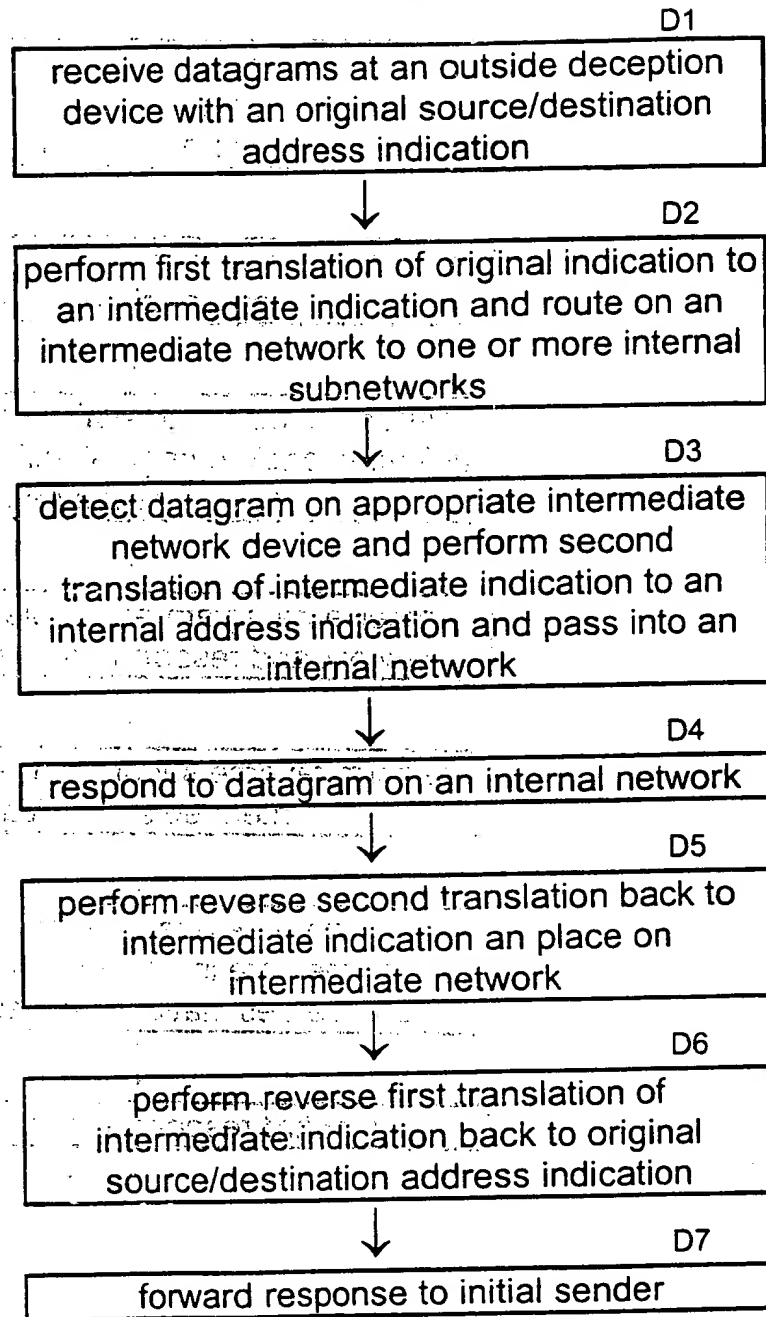 D1
receive datagrams at an outside deception
device with an original source/destination
address indication
D2
perform first translation of original indication to
an intermediate indication and route on an
intermediate network to one or more internal
subnetworks
D3
detect datagram on appropriate intermediate
network device and perform second
translation of intermediate indication to an
internal address indication and pass into an
internal network
D4
respond to datagram on an internal network
D5
perform reverse second translation back to
intermediate indication an place on
intermediate network
D6
perform reverse first translation of
intermediate indication back to original
source/destination address indication
D7
forward response to initial sender